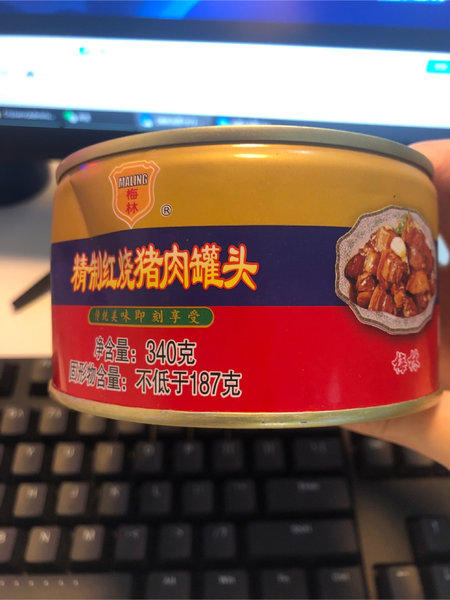 MALING
梅
林
®
精制红烧猪肉罐头
传统美味即刻享受
净含量：340克
固形物含量：不低于187克
梅林